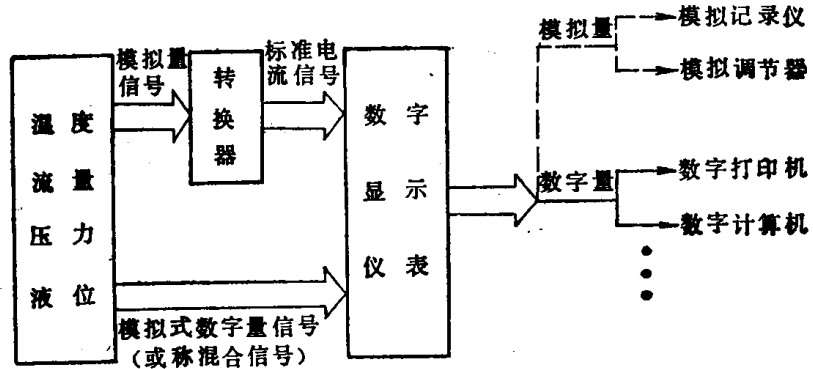 温度
流量
压力
液位
模拟量
信号
转
换
器
标准电
流信号
模拟式数字量信号
（或称混合信号）
数字
显示
仪表
模拟量
模拟记录仪
模拟调节器
数字量
数字打印机
数字计算机